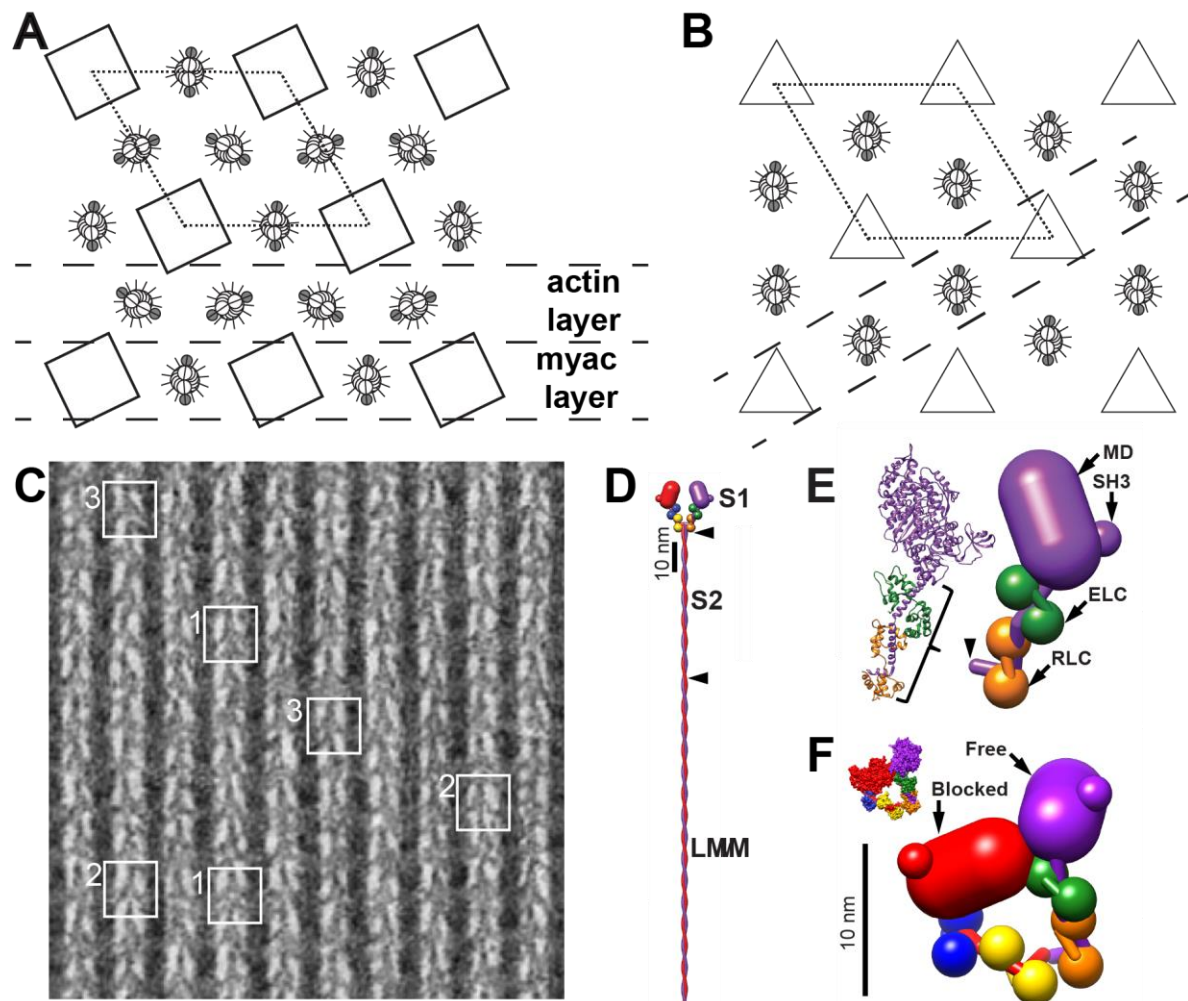 A
B
actin
layer
myac
layer
C
3
1
3
2
2
1
D
S1
10 nm
S2
LMM
E
MD
SH3
ELC
RLC
F
Free
Blocked
10 nm